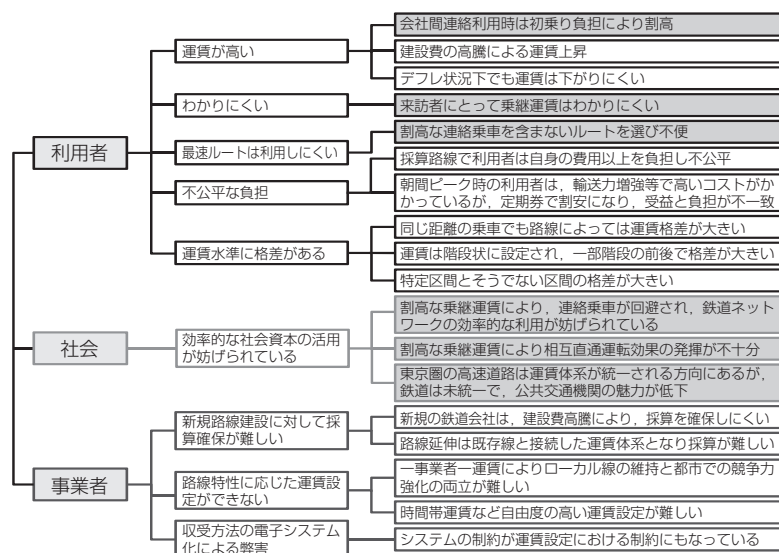 利用者
運賃が高い
会社間連絡利用時は初乗り負担により割高
建設費の高騰による運賃上昇
デフレ状況下でも運賃は下がりにくい
わかりにくい
来訪者にとって乗継運賃はわかりにくい
最速ルートは利用しにくい
割高な連絡乗車を含まないルートを選び不便
不公平な負担
採算路線で利用者は自身の費用以上を負担し不公平
朝間ピーク時の利用者は，輸送力増強等で高いコストがか
かっているが，定期券で割安になり，受益と負担が不一致
運賃水準に格差がある
同じ距離の乗車でも路線によっては運賃格差が大きい
運賃は階段状に設定され，一部階段の前後で格差が大きい
特定区間とそうでない区間の格差が大きい
社会
効率的な社会資本の活用
が妨げられている
割高な乗継運賃により，連絡乗車が回避され，鉄道ネット
ワークの効率的な利用が妨げられている
割高な乗継運賃により相互直通運転効果の発揮が不十分
東京圏の高速道路は運賃体系が統一される方向にあるが，
鉄道は未統一で，公共交通機関の魅力が低下
事業者
新規路線建設に対して採
算確保が難しい
新規の鉄道会社は，建設費高騰により，採算を確保しにくい
路線延伸は既存線と接続した運賃体系となり採算が難しい
路線特性に応じた運賃設
定ができない
一事業者一運賃によりローカル線の維持と都市での競争力
強化の両立が難しい
時間帯運賃など自由度の高い運賃設定が難しい
収受方法の電子システム
化による弊害
システムの制約が運賃設定における制約にもなっている